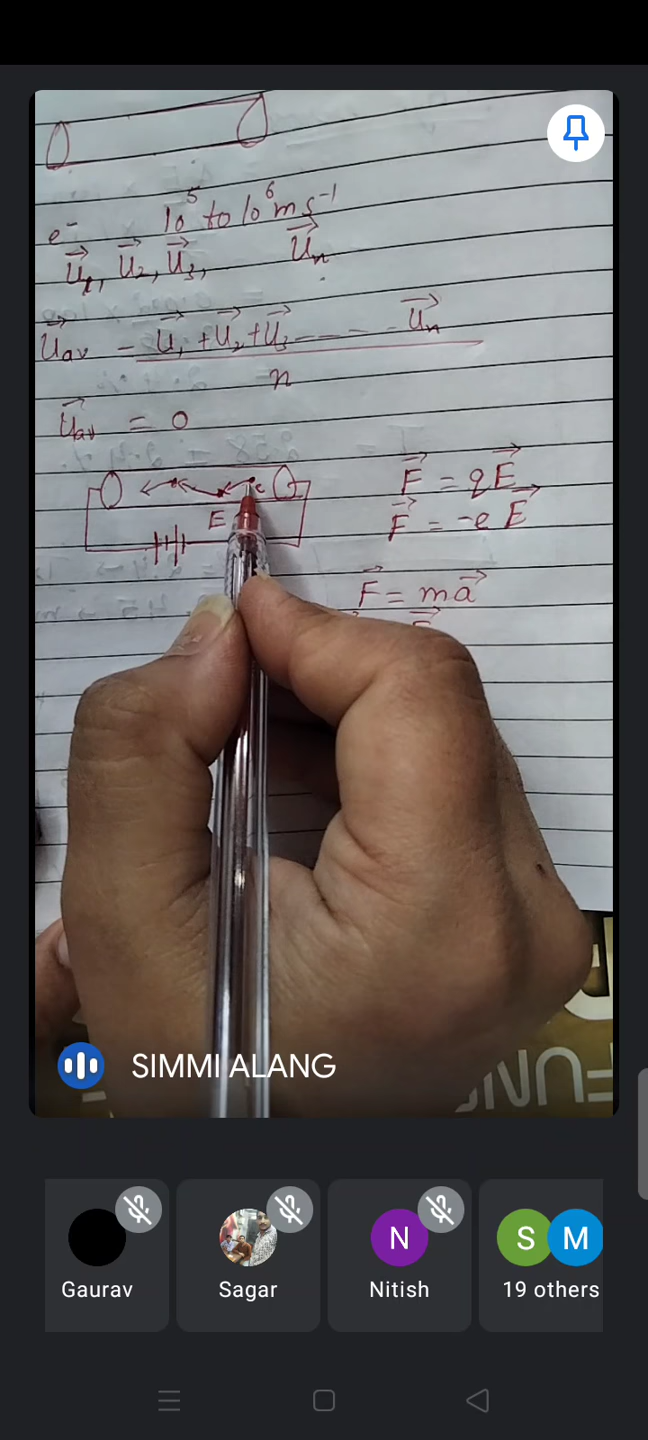 e⁻ 10⁵ to 10⁶ ms⁻¹
u⃗₁, u⃗₂, u⃗₃, u⃗ₙ
u⃗av = u⃗₁ + u⃗₂ + u⃗₃ ------ u⃗ₙ
n
u⃗av = 0
E
F⃗ = qE⃗
F⃗ = -e E⃗
F⃗ = ma⃗
SIMMI ALANG
Gaurav
Sagar
N
Nitish
S M
19 others